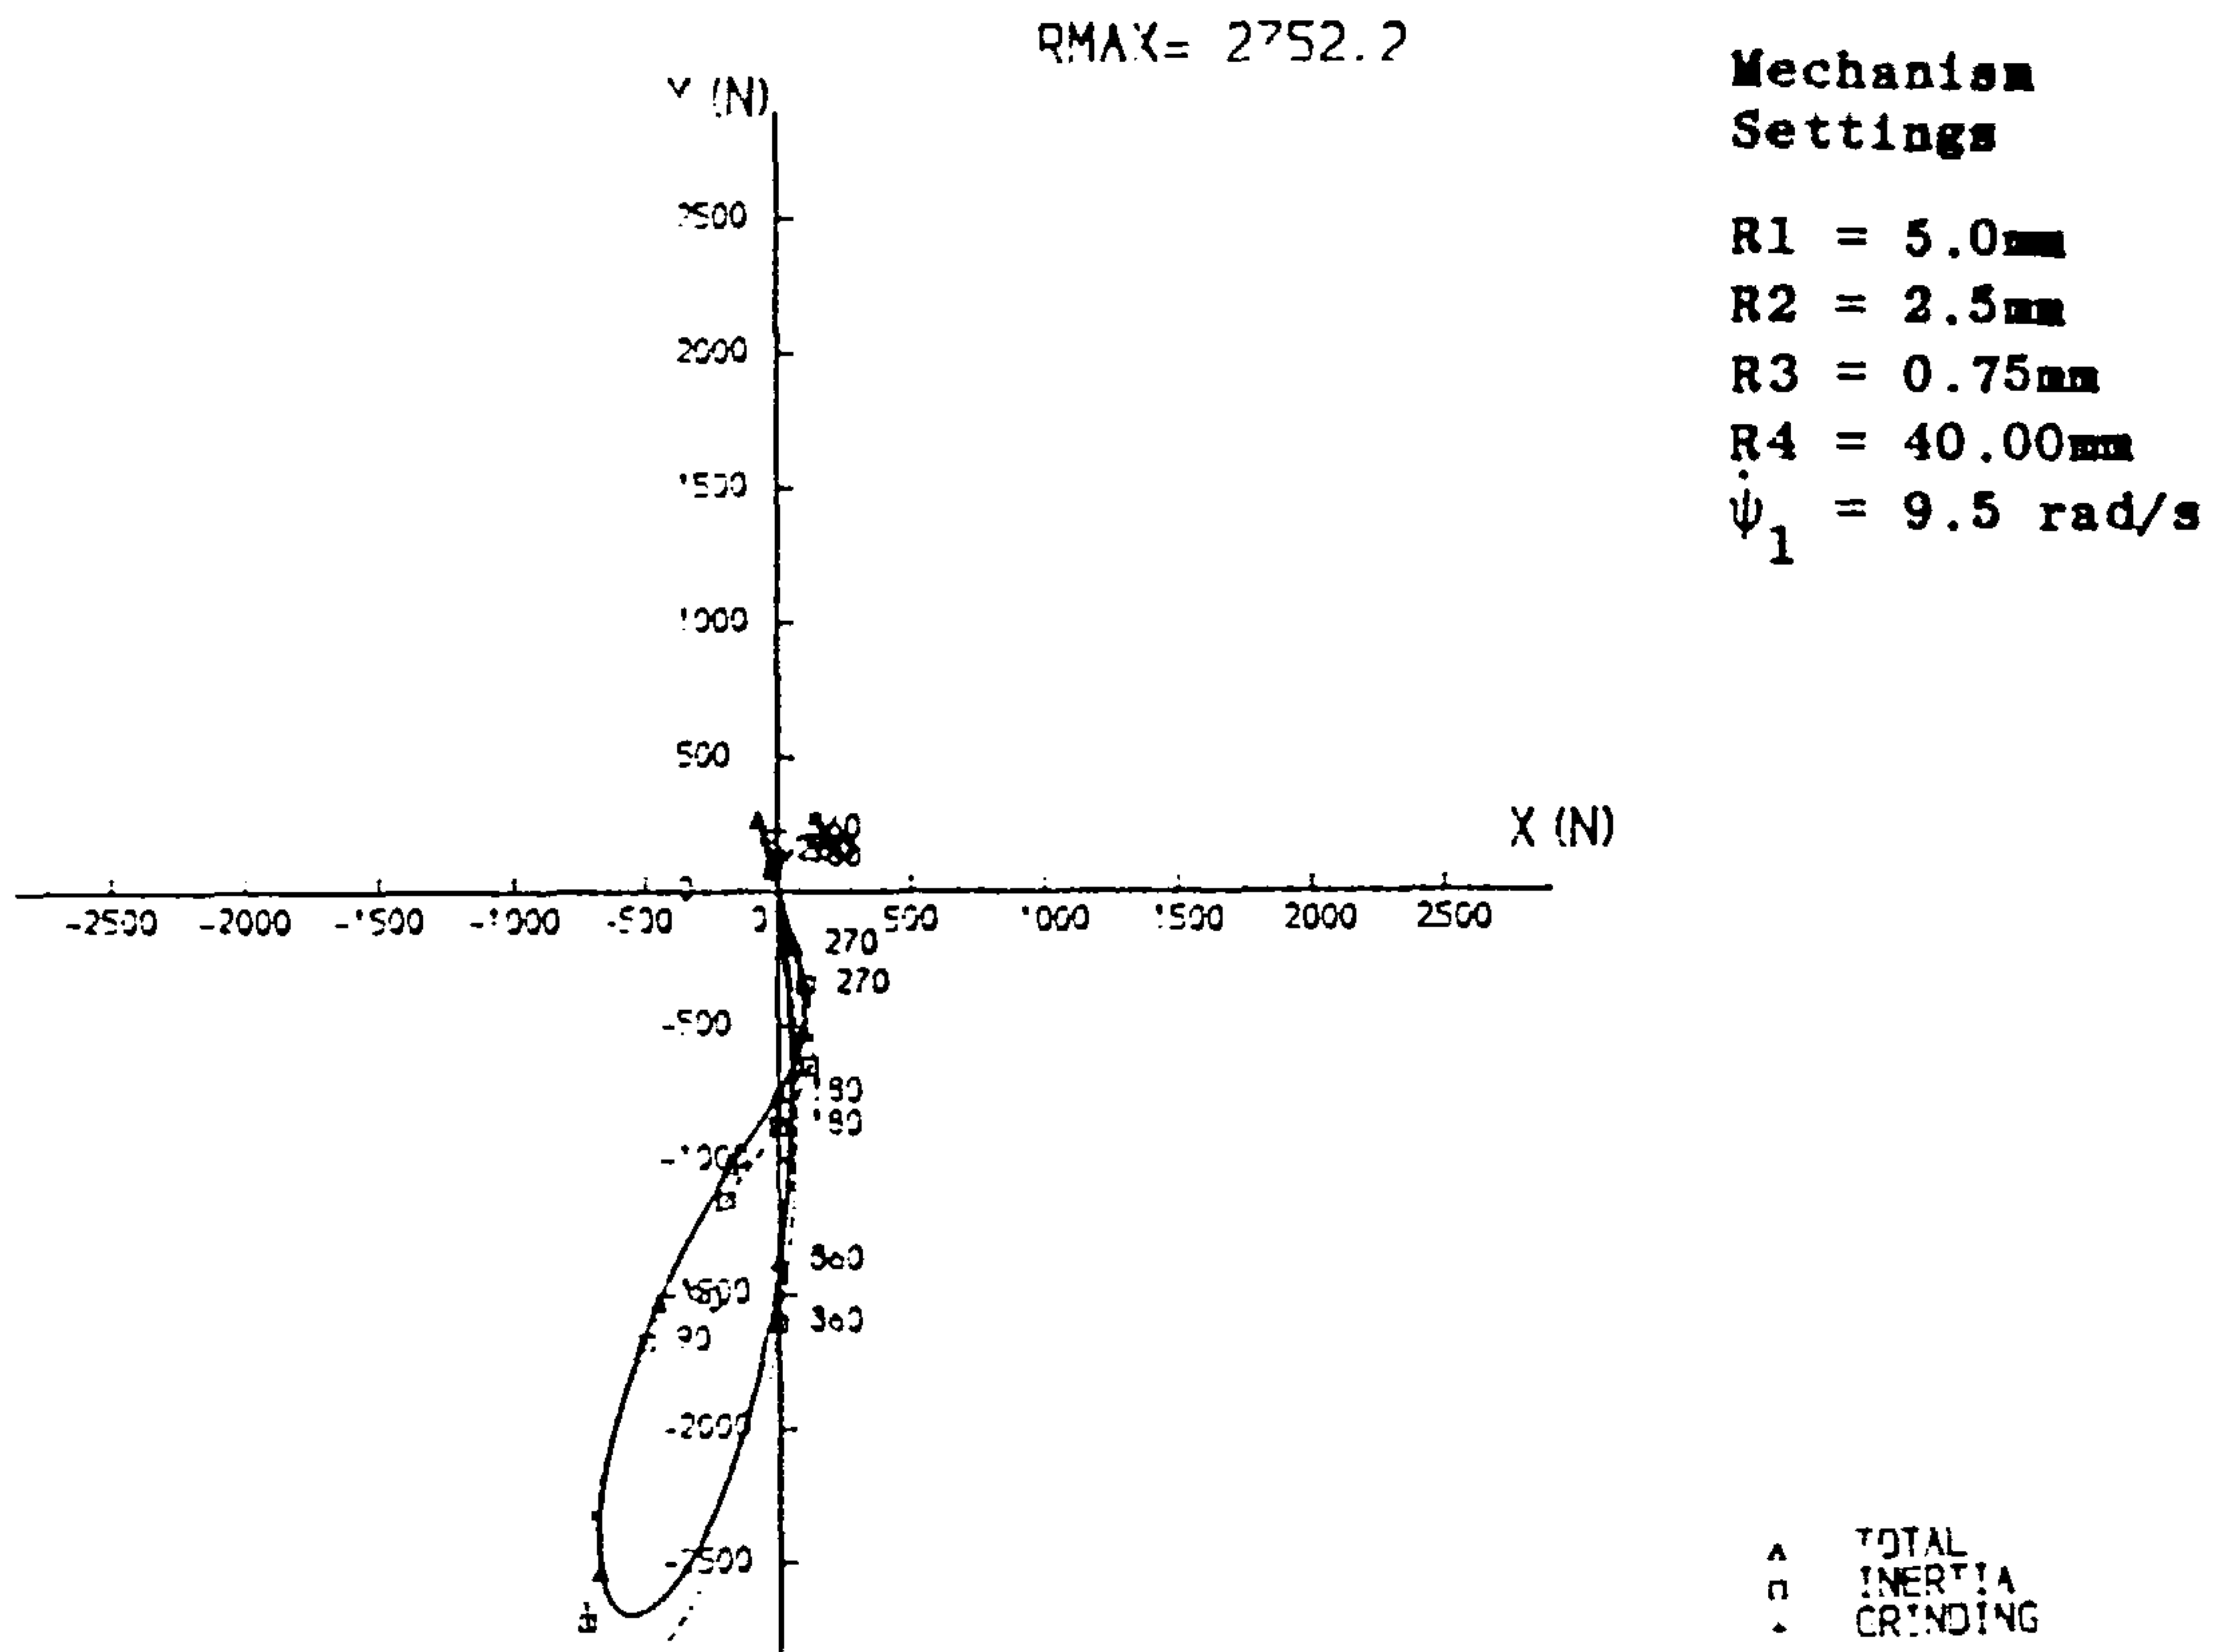 RMAX= 2752.2
Y (N)
Mechanism
Settings
R1 = 5.0mm
R2 = 2.5mm
R3 = 0.75mm
R4 = 40.00mm
ψ̇1 = 9.5 rad/s
2500
2000
1500
1000
500
360
X (N)
-2500 -2000 -1500 -1000 -500 0 500 1000 1500 2000 2500
270
270
-500
180
180
-1000
360
-1500
360
90
-2000
-2500
TOTAL
INERTIA
GRINDING